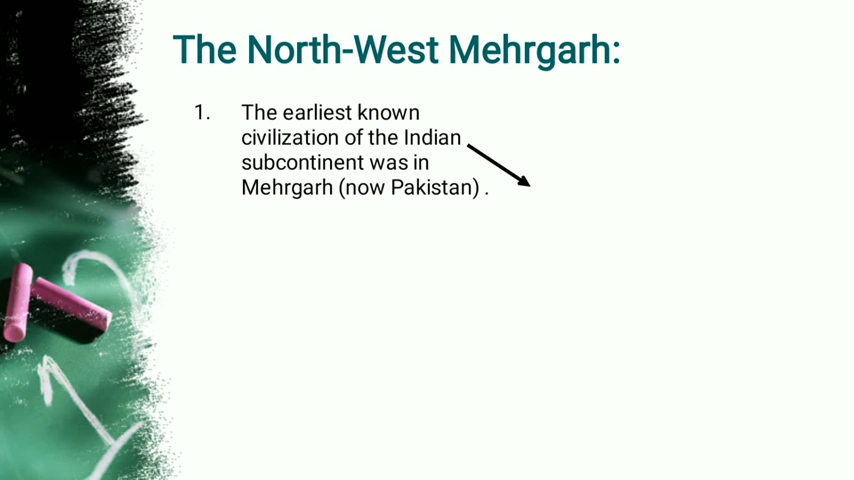 The North-West Mehrgarh:
1. The earliest known
civilization of the Indian
subcontinent was in
Mehrgarh (now Pakistan) .